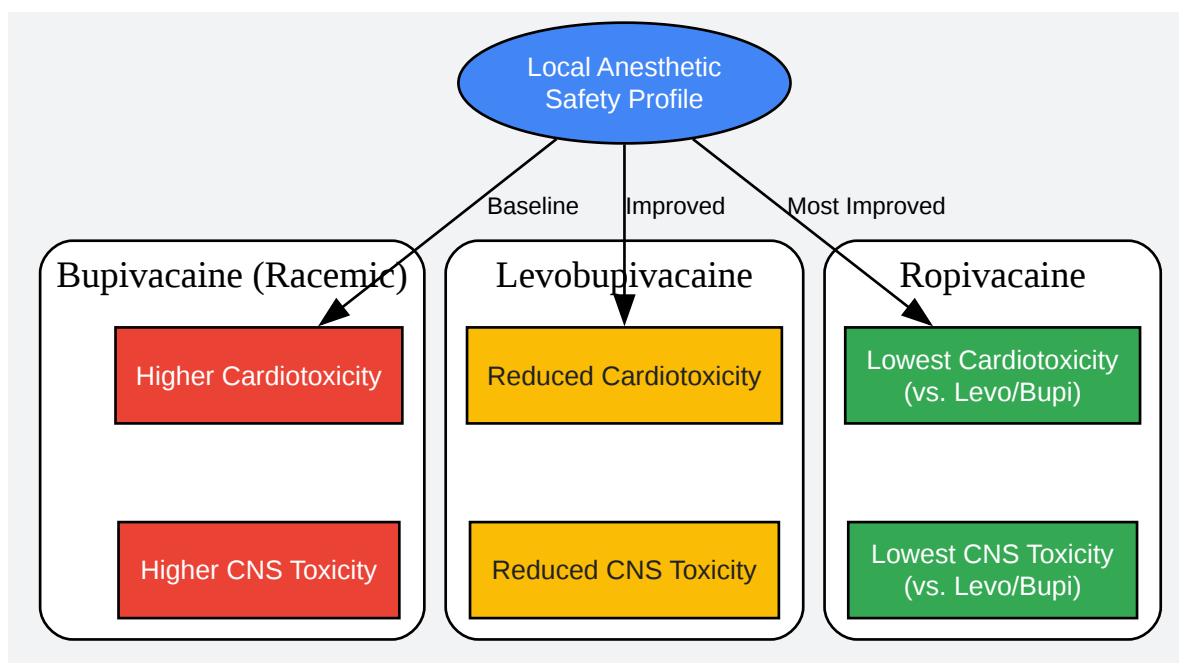 Local Anesthetic
Safety Profile
Baseline
Improved
Most Improved
Bupivacaine (Racemic)
Levobupivacaine
Ropivacaine
Higher Cardiotoxicity
Reduced Cardiotoxicity
Lowest Cardiotoxicity
(vs. Levo/Bupi)
Higher CNS Toxicity
Reduced CNS Toxicity
Lowest CNS Toxicity
(vs. Levo/Bupi)